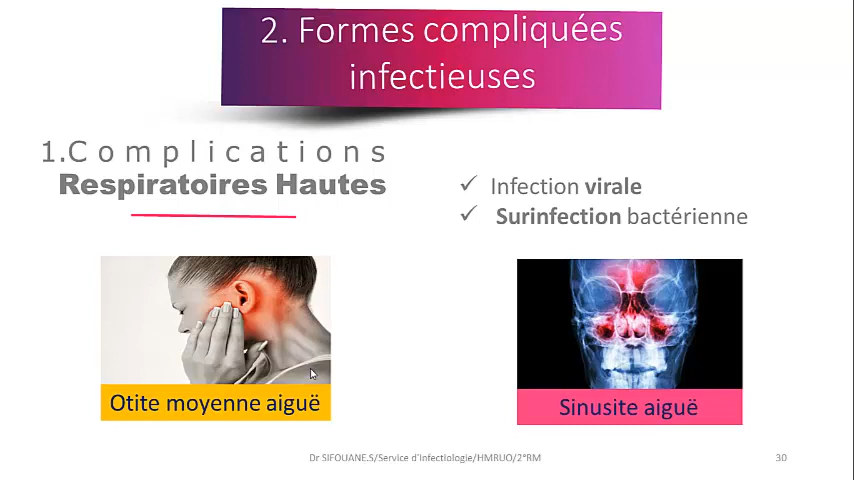 2. Formes compliquées
infectieuses
1.Complications
Respiratoires Hautes
✓ Infection virale
✓ Surinfection bactérienne
Otite moyenne aiguë
Sinusite aiguë
Dr SIFOUANE.S/Service d'infectiologie/HMRUO/2°RM
30